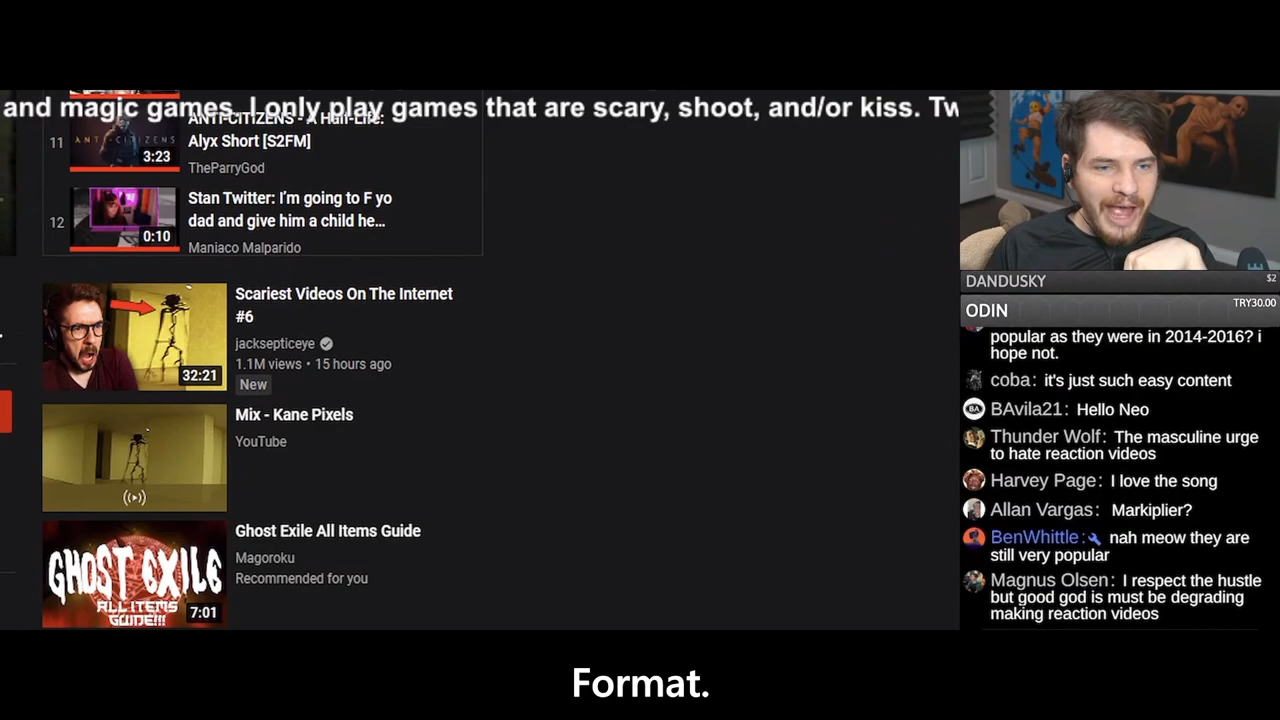 and magic games. I only play games that are scary, shoot, and/or kiss. Tw
11
ANTI-CITIZENS
3:23
ANTI-CITIZENS - A Half-Life:
Alyx Short [S2FM]
TheParryGod
12
0:10
Stan Twitter: I'm going to F yo
dad and give him a child he...
Maniaco Malparido
32:21
Scariest Videos On The Internet
#6
jacksepticeye
1.1M views • 15 hours ago
New
Mix - Kane Pixels
YouTube
GHOST EXILE
ALL ITEMS
GUIDE!!!
7:01
Ghost Exile All Items Guide
Magoroku
Recommended for you
DANDUSKY
$2
ODIN
TRY30.00
popular as they were in 2014-2016? i
hope not.
coba: it's just such easy content
BA
BAvila21: Hello Neo
Thunder Wolf: The masculine urge
to hate reaction videos
Harvey Page: I love the song
Allan Vargas: Markiplier?
BenWhittle: nah meow they are
still very popular
Magnus Olsen: I respect the hustle
but good god is must be degrading
making reaction videos
Format.